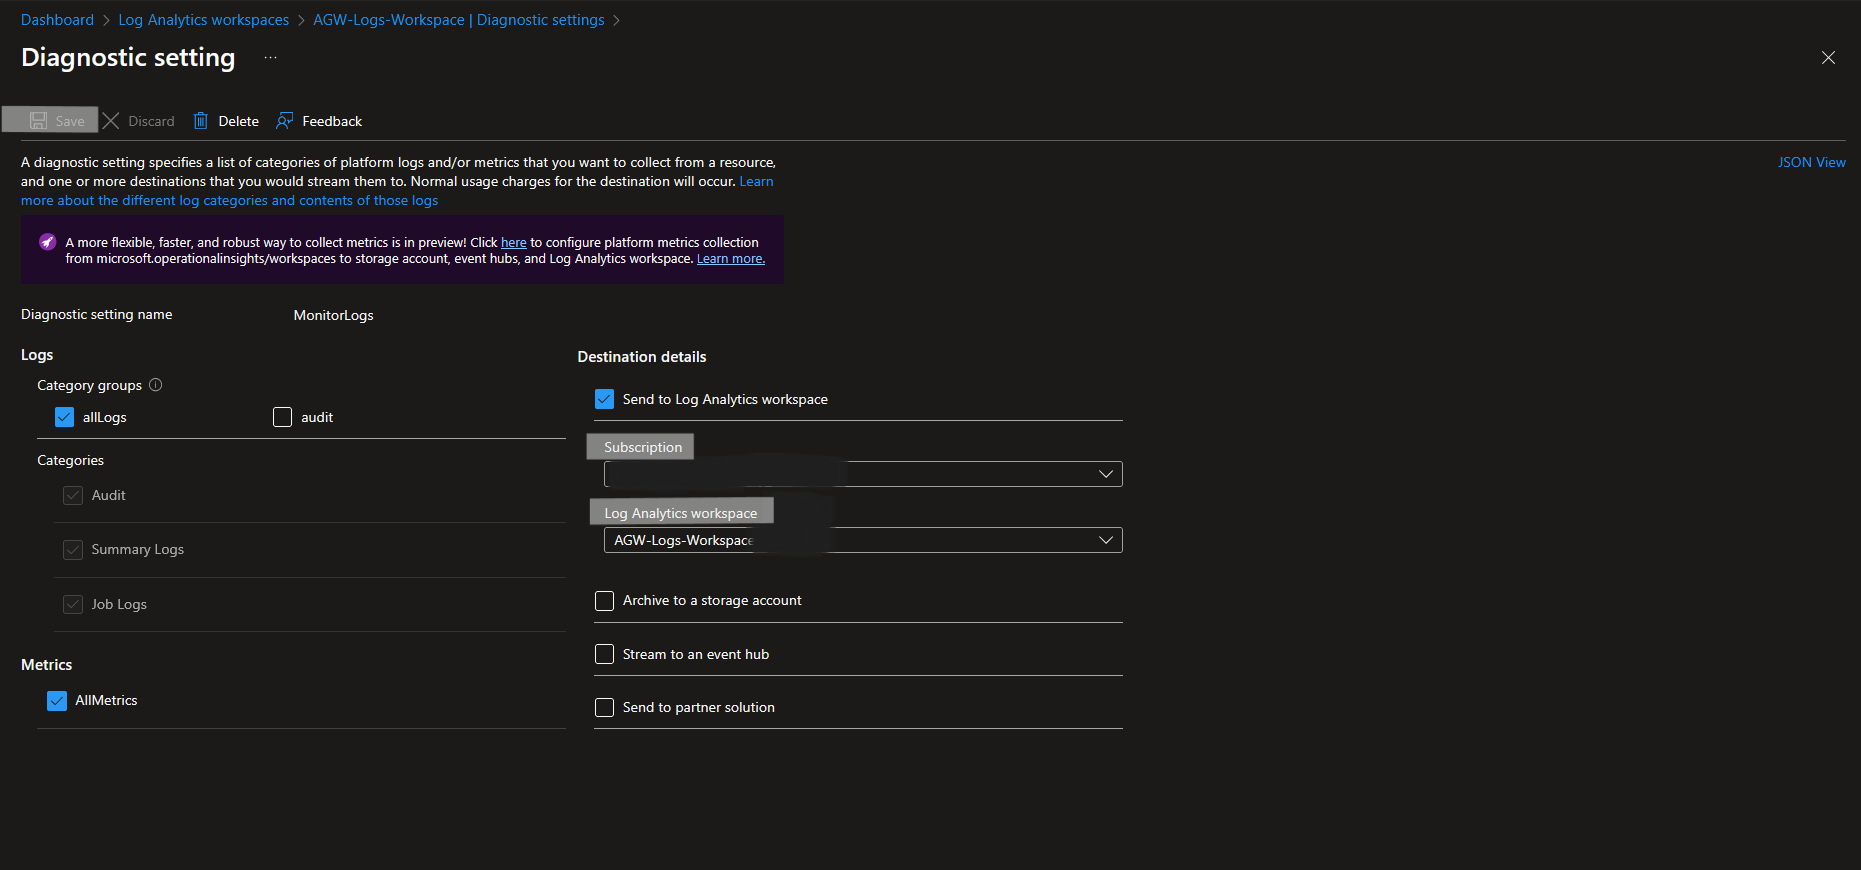 Dashboard > Log Analytics workspaces > AGW-Logs-Workspace | Diagnostic settings >
Diagnostic setting ...
Save Discard Delete Feedback
A diagnostic setting specifies a list of categories of platform logs and/or metrics that you want to collect from a resource,
and one or more destinations that you would stream them to. Normal usage charges for the destination will occur. Learn
more about the different log categories and contents of those logs
JSON View
A more flexible, faster, and robust way to collect metrics is in preview! Click here to configure platform metrics collection
from microsoft.operationalinsights/workspaces to storage account, event hubs, and Log Analytics workspace. Learn more.
Diagnostic setting name MonitorLogs
Logs
Category groups
allLogs audit
Categories
Audit
Summary Logs
Job Logs
Metrics
AllMetrics
Destination details
Send to Log Analytics workspace
Subscription
Log Analytics workspace
AGW-Logs-Workspace
Archive to a storage account
Stream to an event hub
Send to partner solution